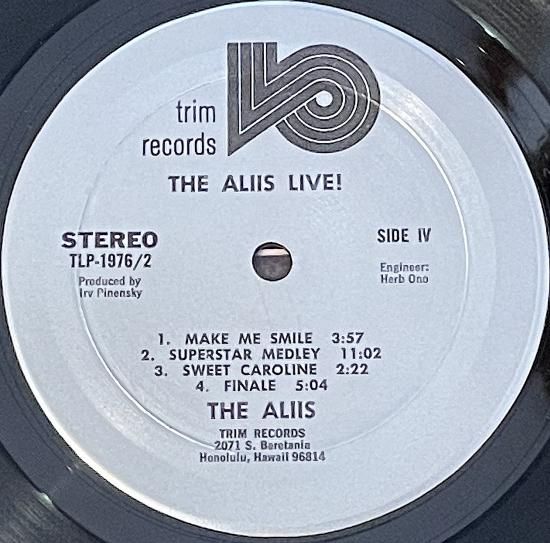 trim
records
THE ALIIS LIVE!
STEREO
TLP-1976/2
Produced by
Irv Pinensky
SIDE IV
Engineer:
Herb Ono
1. MAKE ME SMILE 3:57
2. SUPERSTAR MEDLEY 11:02
3. SWEET CAROLINE 2:22
4. FINALE 5:04
THE ALIIS
TRIM RECORDS
2071 S. Beretania
Honolulu, Hawaii 96814